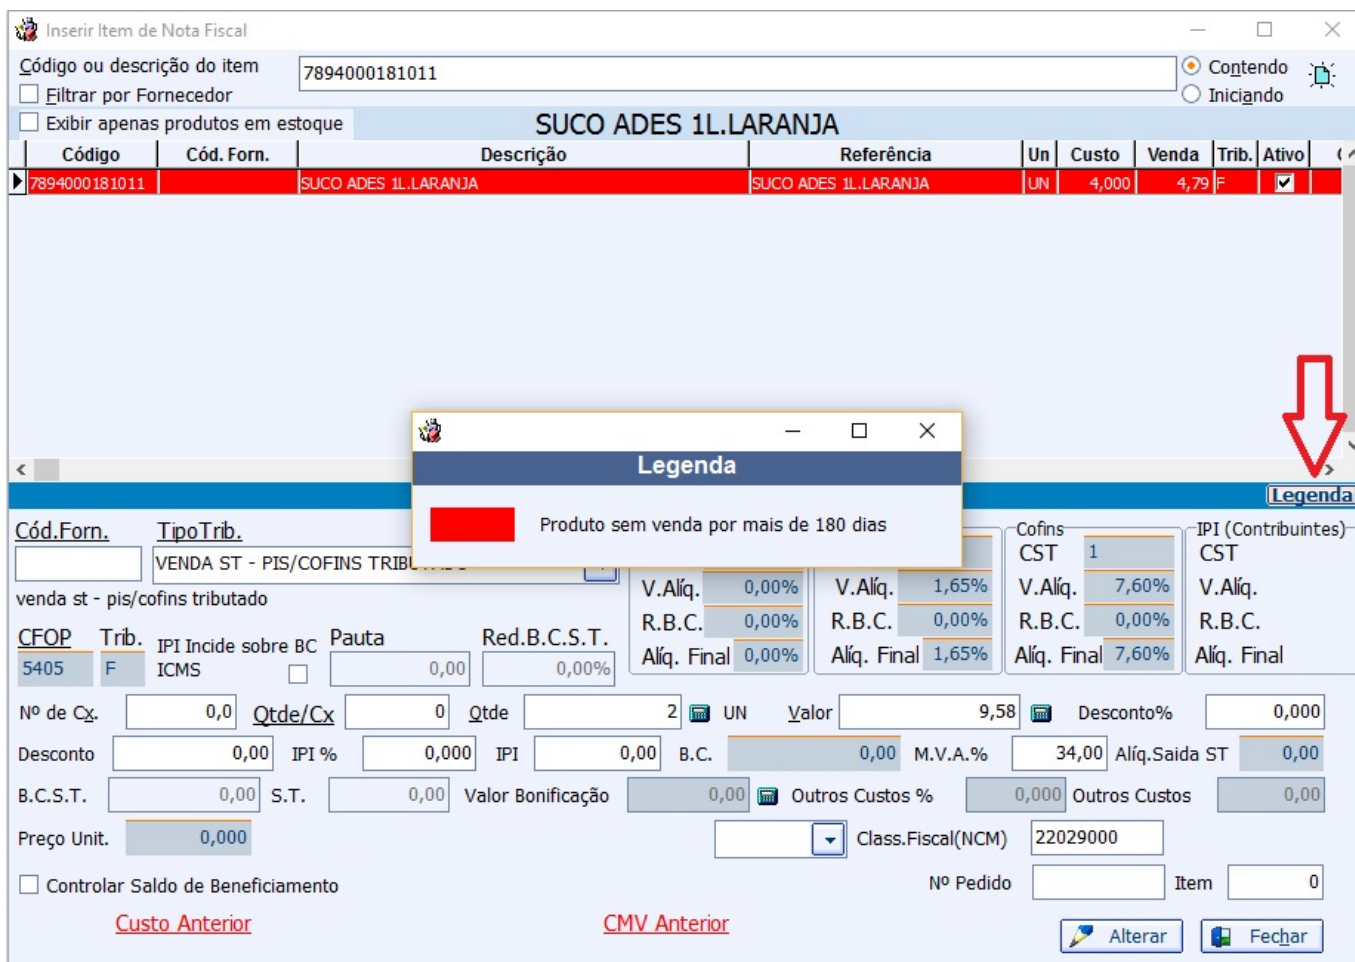 Inserir Item de Nota Fiscal
Código ou descrição do item 7894000181011 Contendo
Filtrar por Fornecedor Iniciando
Exibir apenas produtos em estoque SUCO ADES 1L.LARANJA
Código Cód. Forn. Descrição Referência Un Custo Venda Trib. Ativo
7894000181011 SUCO ADES 1L.LARANJA SUCO ADES 1L.LARANJA UN 4,000 4,79 F
Legenda
Legenda
Produto sem venda por mais de 180 dias
Cód.Forn. TipoTrib. Cofins IPI (Contribuintes)
VENDA ST - PIS/COFINS CST 1 CST
venda st - pis/cofins tributado V.Alíq. 0,00% V.Alíq. 1,65% V.Alíq. 7,60% V.Alíq.
R.B.C. 0,00% R.B.C. 0,00% R.B.C. 0,00% R.B.C.
CFOP Trib. IPI Incide sobre BC ICMS Pauta Red.B.C.S.T. Alíq. Final 0,00% Alíq. Final 1,65% Alíq. Final 7,60% Alíq. Final
5405 F 0,00 0,00%
Nº de Cx. 0,0 Qtde/Cx 0 Qtde 2 UN Valor 9,58 Desconto% 0,000
Desconto 0,00 IPI % 0,000 IPI 0,00 B.C. 0,00 M.V.A.% 34,00 Alíq.Saida ST 0,00
B.C.S.T. 0,00 S.T. 0,00 Valor Bonificação 0,00 Outros Custos % 0,000 Outros Custos 0,00
Preço Unit. 0,000 Class.Fiscal(NCM) 22029000
Controlar Saldo de Beneficiamento Nº Pedido Item 0
Custo Anterior CMV Anterior Alterar Fechar